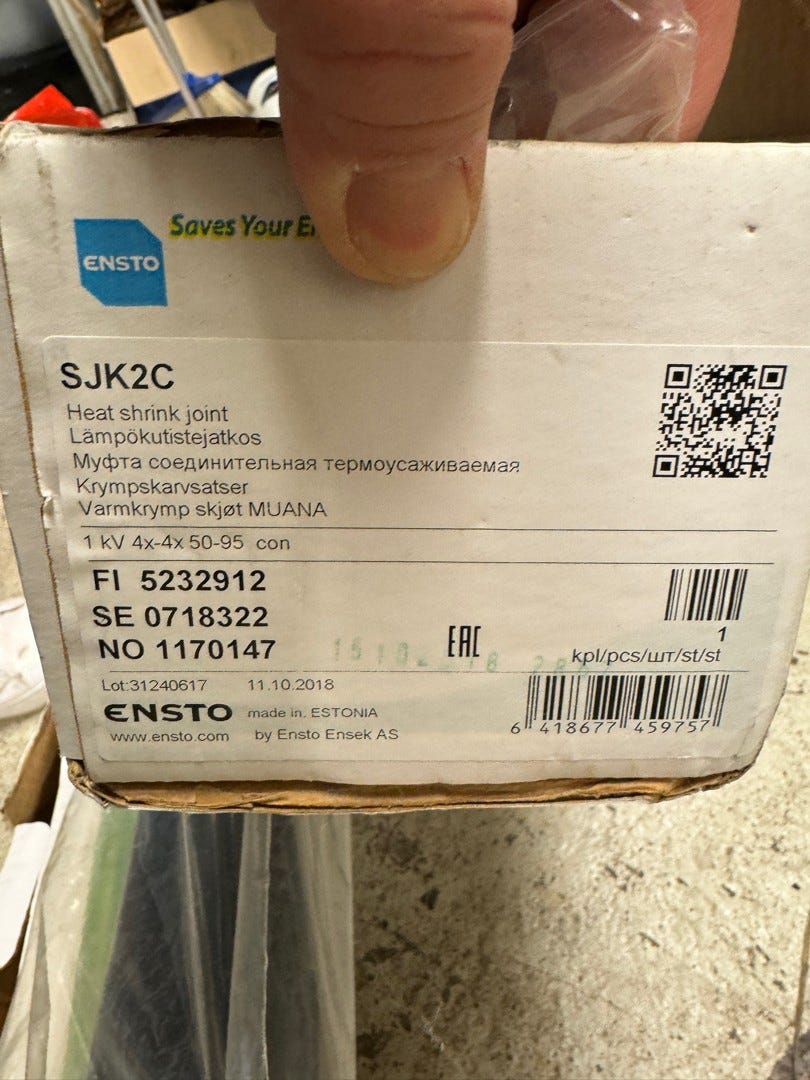 Saves Your
ENSTO
SJK2C
Heat shrink joint
Lämpökutistejatkos
Муфта соединительная термоусаживаемая
Krympskarvsatser
Varmkrymp skjøt MUANA
1 kV 4x-4x 50-95 con
FI 5232912
SE 0718322
NO 1170147
EAC
1
kpl/pcs/шт/st/st
Lot:31240617 11.10.2018
ENSTO made in. ESTONIA
www.ensto.com by Ensto Ensek AS
6 418677 459757